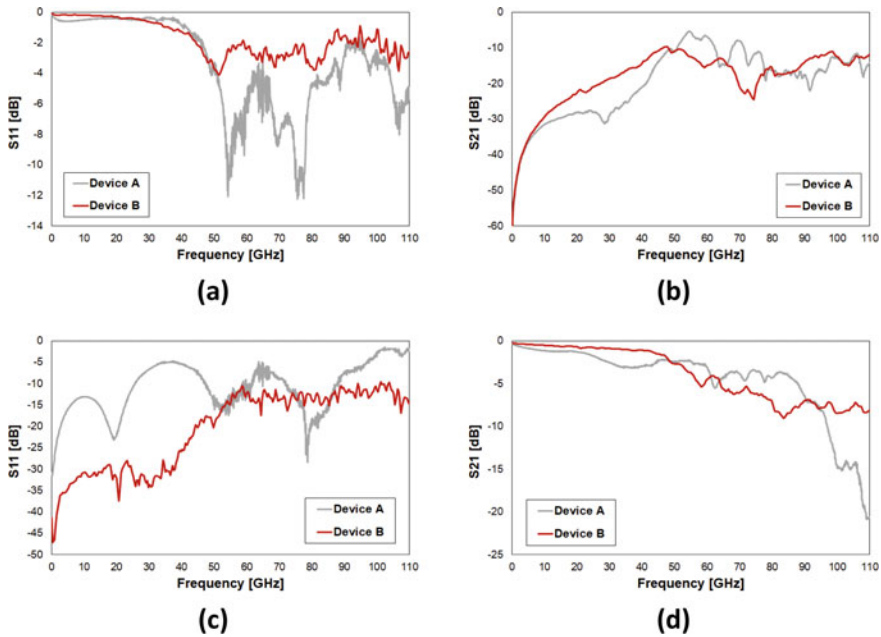 0
-2
-4
-6
-8
-10
-12
-14
S11 [dB]
Device A
Device B
0 10 20 30 40 50 60 70 80 90 100 110
Frequency [GHz]
(a)
0
-10
-20
-30
-40
-50
-60
S21 [dB]
Device A
Device B
0 10 20 30 40 50 60 70 80 90 100 110
Frequency [GHz]
(b)
0
-5
-10
-15
-20
-25
-30
-35
-40
-45
-50
S11 [dB]
Device A
Device B
0 10 20 30 40 50 60 70 80 90 100 110
Frequency [GHz]
(c)
0
-5
-10
-15
-20
-25
S21 [dB]
Device A
Device B
0 10 20 30 40 50 60 70 80 90 100 110
Frequency [GHz]
(d)